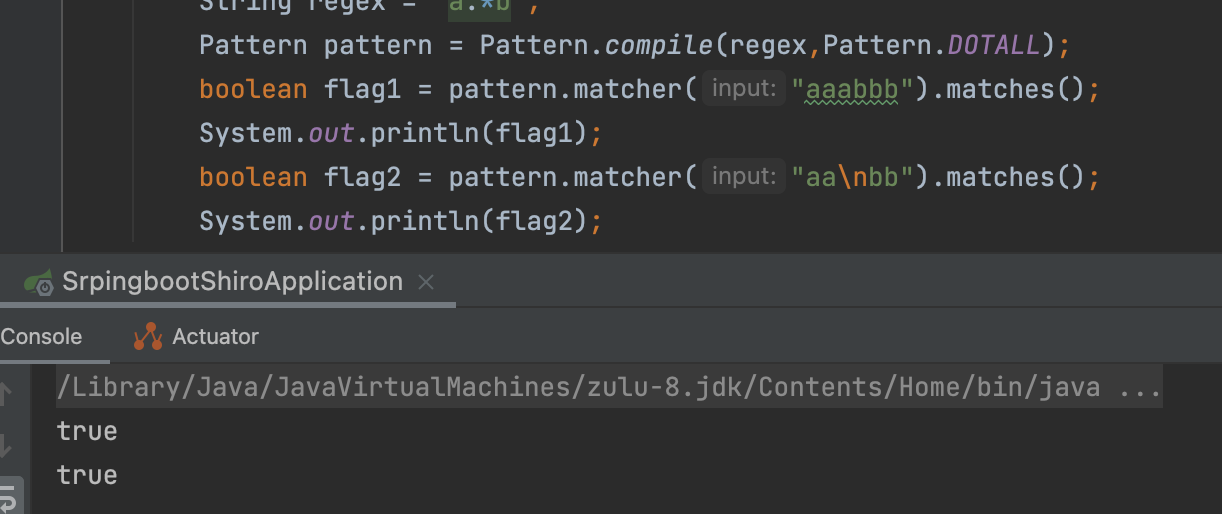 String regex = "a.*b";
Pattern pattern = Pattern.compile(regex,Pattern.DOTALL);
boolean flag1 = pattern.matcher( input: "aaabbb").matches();
System.out.println(flag1);
boolean flag2 = pattern.matcher( input: "aa\nbb").matches();
System.out.println(flag2);
SrpingbootShiroApplication
Console Actuator
/Library/Java/JavaVirtualMachines/zulu-8.jdk/Contents/Home/bin/java ...
true
true